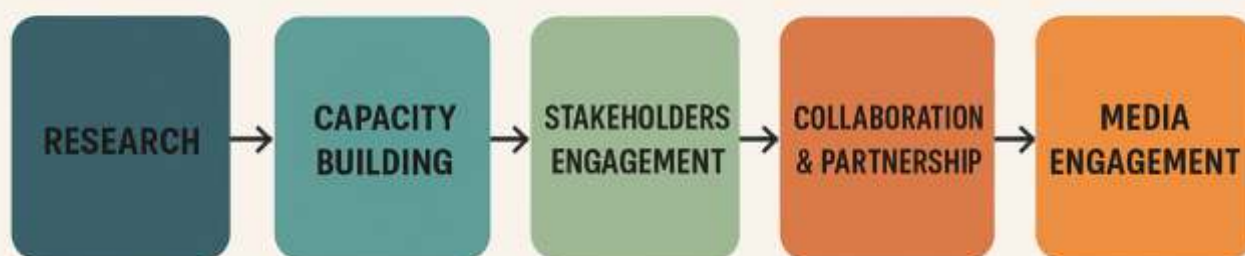 RESEARCH
CAPACITY
BUILDING
STAKEHOLDERS
ENGAGEMENT
COLLABORATION
& PARTNERSHIP
MEDIA
ENGAGEMENT